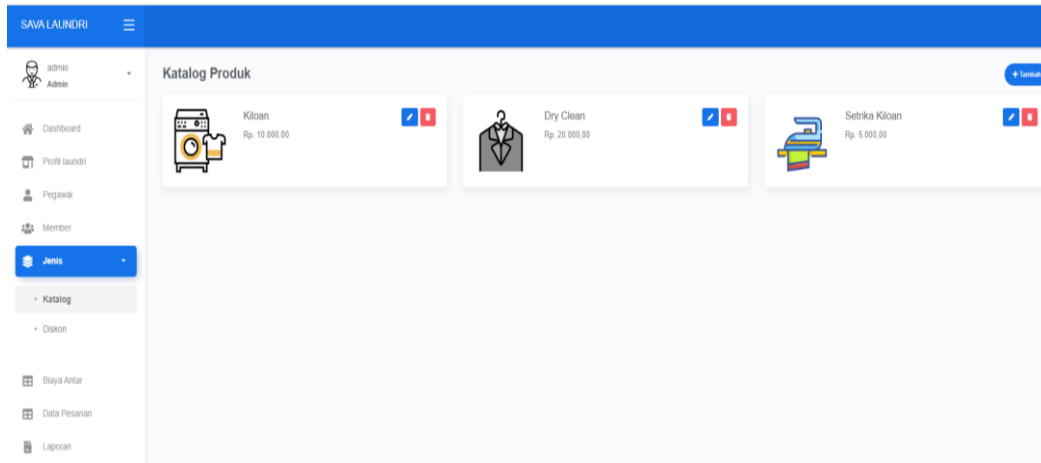 SAVA LAUNDRI
admin
Admin
Dashboard
Profil laundri
Pegawai
Member
Jenis
Katalog
Diskon
Biaya Antar
Data Pesanan
Laporan
Katalog Produk
+ Tambah
Kiloan
Rp. 10.000,00
Dry Clean
Rp. 20.000,00
Setrika Kiloan
Rp. 5.000,00